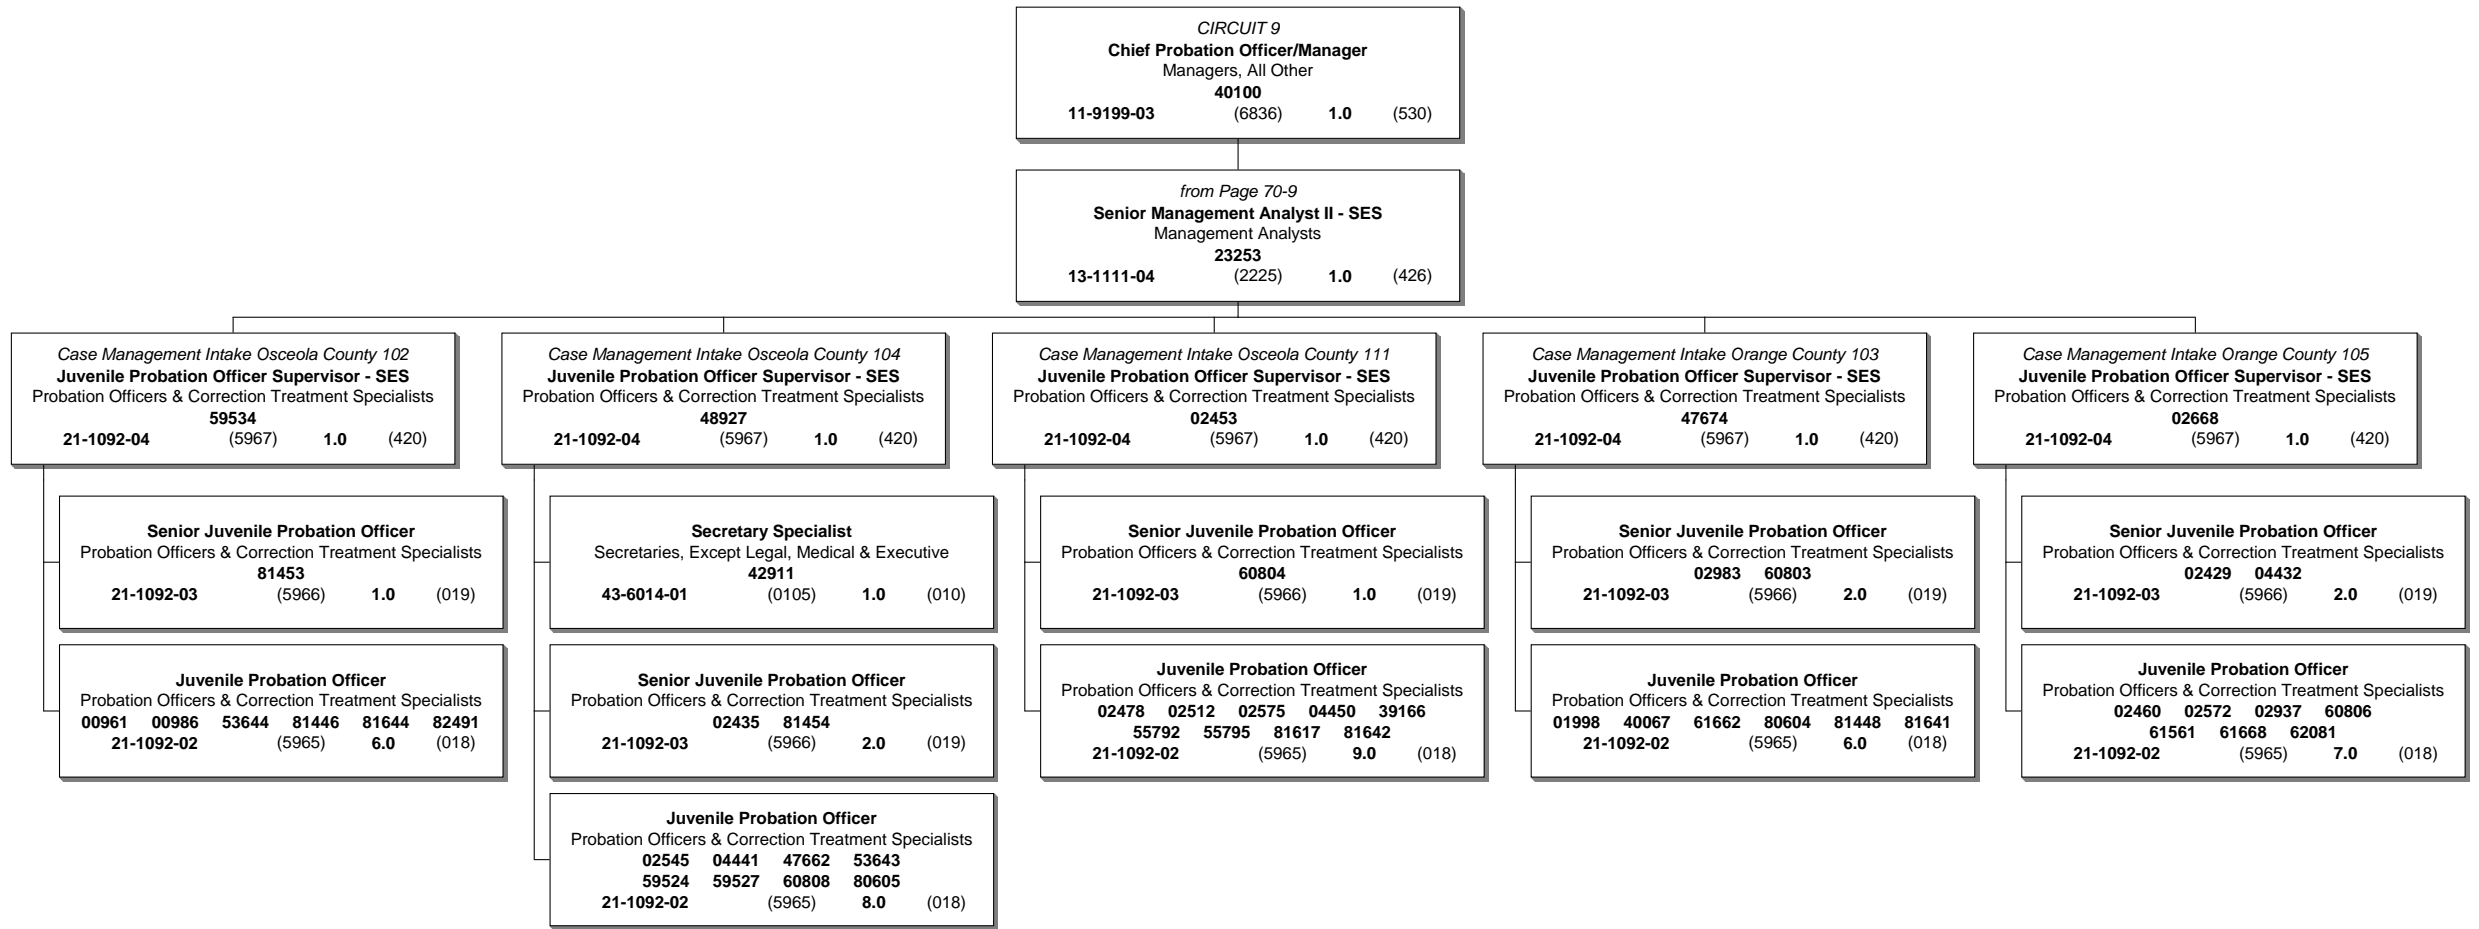 CIRCUIT 9
Chief Probation Officer/Manager
Managers, All Other
40100
11-9199-03 (6836) 1.0 (530)
from Page 70-9
Senior Management Analyst II - SES
Management Analysts
23253
13-1111-04 (2225) 1.0 (426)
Case Management Intake Osceola County 102
Juvenile Probation Officer Supervisor - SES
Probation Officers & Correction Treatment Specialists
59534
21-1092-04 (5967) 1.0 (420)
Senior Juvenile Probation Officer
Probation Officers & Correction Treatment Specialists
81453
21-1092-03 (5966) 1.0 (019)
Juvenile Probation Officer
Probation Officers & Correction Treatment Specialists
00961 00986 53644 81446 81644 82491
21-1092-02 (5965) 6.0 (018)
Case Management Intake Osceola County 104
Juvenile Probation Officer Supervisor - SES
Probation Officers & Correction Treatment Specialists
48927
21-1092-04 (5967) 1.0 (420)
Secretary Specialist
Secretaries, Except Legal, Medical & Executive
42911
43-6014-01 (0105) 1.0 (010)
Senior Juvenile Probation Officer
Probation Officers & Correction Treatment Specialists
02435 81454
21-1092-03 (5966) 2.0 (019)
Juvenile Probation Officer
Probation Officers & Correction Treatment Specialists
02545 04441 47662 53643
59524 59527 60808 80605
21-1092-02 (5965) 8.0 (018)
Case Management Intake Osceola County 111
Juvenile Probation Officer Supervisor - SES
Probation Officers & Correction Treatment Specialists
02453
21-1092-04 (5967) 1.0 (420)
Senior Juvenile Probation Officer
Probation Officers & Correction Treatment Specialists
60804
21-1092-03 (5966) 1.0 (019)
Juvenile Probation Officer
Probation Officers & Correction Treatment Specialists
02478 02512 02575 04450 39166
55792 55795 81617 81642
21-1092-02 (5965) 9.0 (018)
Case Management Intake Orange County 103
Juvenile Probation Officer Supervisor - SES
Probation Officers & Correction Treatment Specialists
47674
21-1092-04 (5967) 1.0 (420)
Senior Juvenile Probation Officer
Probation Officers & Correction Treatment Specialists
02983 60803
21-1092-03 (5966) 2.0 (019)
Juvenile Probation Officer
Probation Officers & Correction Treatment Specialists
01998 40067 61662 80604 81448 81641
21-1092-02 (5965) 6.0 (018)
Case Management Intake Orange County 105
Juvenile Probation Officer Supervisor - SES
Probation Officers & Correction Treatment Specialists
02668
21-1092-04 (5967) 1.0 (420)
Senior Juvenile Probation Officer
Probation Officers & Correction Treatment Specialists
02429 04432
21-1092-03 (5966) 2.0 (019)
Juvenile Probation Officer
Probation Officers & Correction Treatment Specialists
02460 02572 02937 60806
61561 61668 62081
21-1092-02 (5965) 7.0 (018)